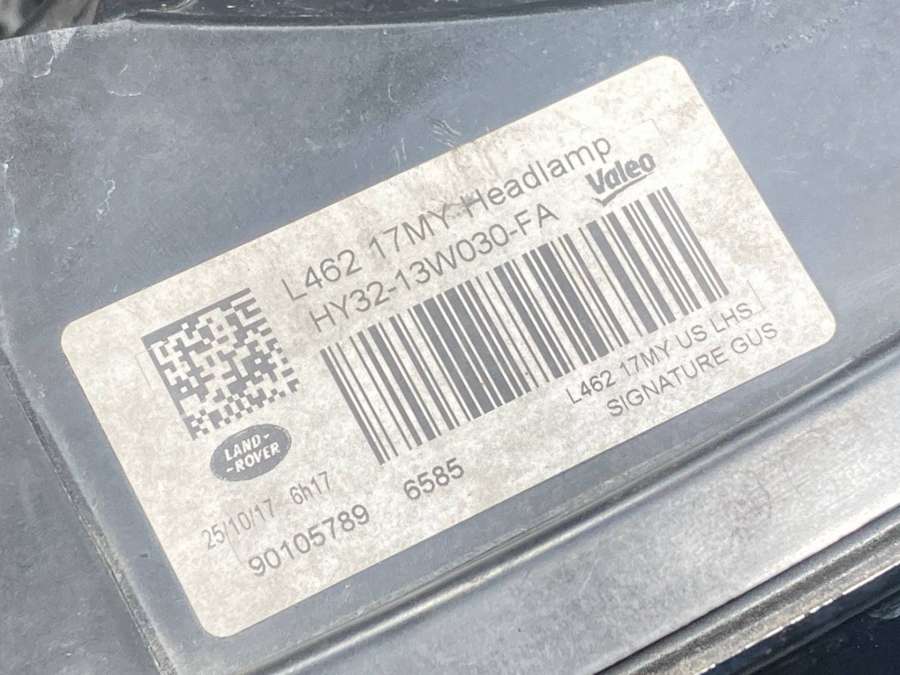 L462 17MY Headlamp
HY32-13W030-FA
Valeo
L462 17MY US LHS
SIGNATURE GUS
LAND-
-ROVER
25/10/17 6h17
90105789 6585